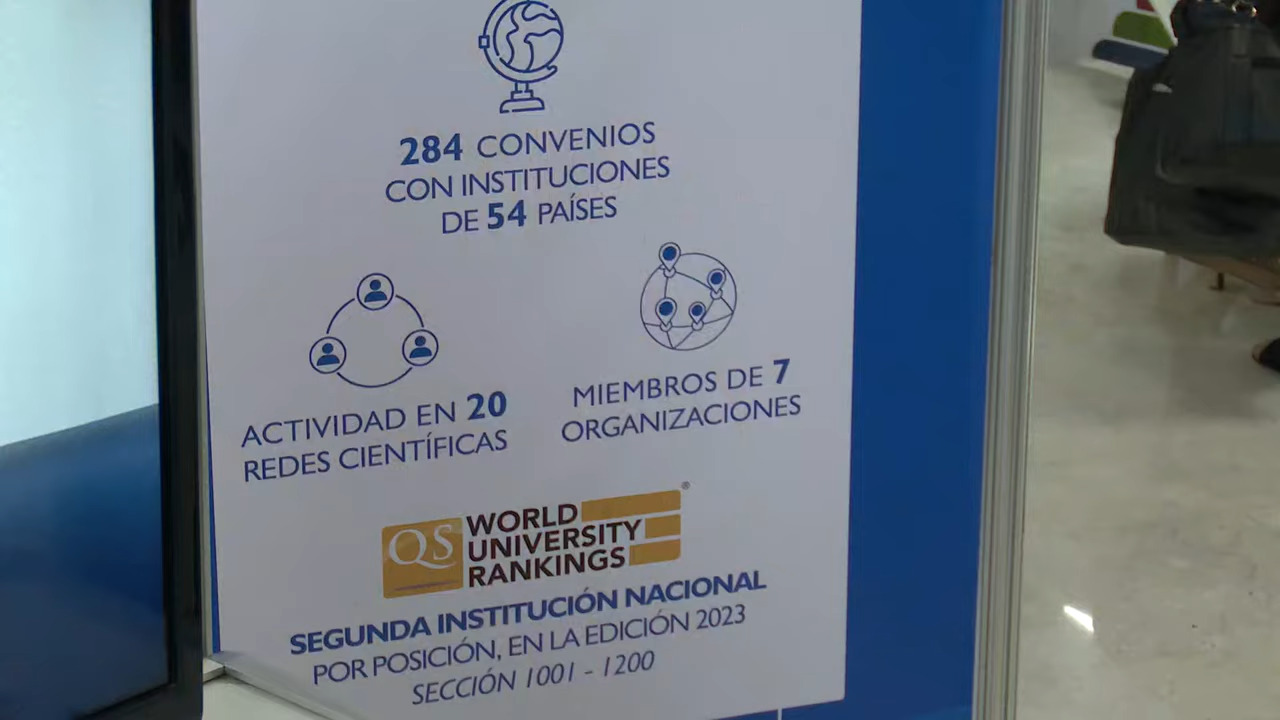 284 CONVENIOS
CON INSTITUCIONES
DE 54 PAÍSES
ACTIVIDAD EN 20
REDES CIENTÍFICAS
MIEMBROS DE 7
ORGANIZACIONES
QS WORLD
UNIVERSITY
RANKINGS
®
SEGUNDA INSTITUCIÓN NACIONAL
POR POSICIÓN, EN LA EDICIÓN 2023
SECCIÓN 1001 - 1200